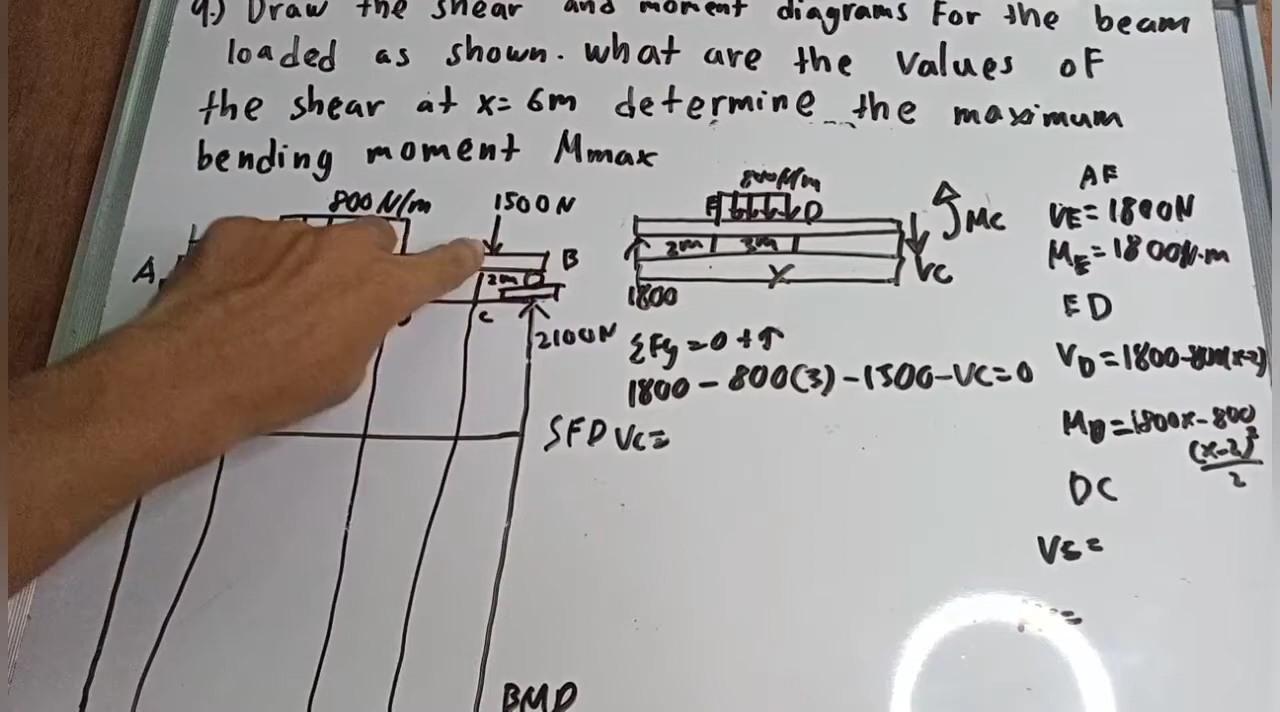 9.) Draw the shear and moment diagrams For the beam
loaded as shown. what are the values of
the shear at x= 6m determine the maximum
bending moment Mmax
800 N/m
1500N
A
B
2m
C
2100N
SFD
BMD
800N/m
E
D
2m
3m
X
1800
Mc
Vc
ΣFy = 0 +↑
1800 - 800(3) - 1500 - VC = 0
VC =
AE
VE = 1800N
ME = 1800N.m
ED
VD = 1800-800(x-2)
MD = 1800x - 800
(x-2)²
2
DC
=